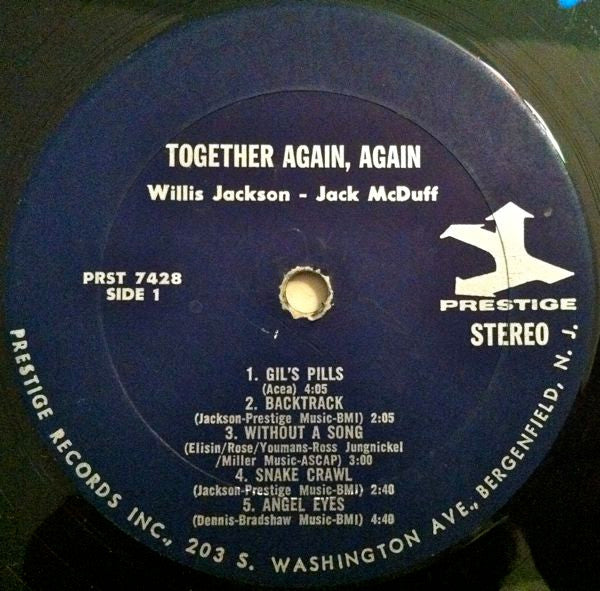 TOGETHER AGAIN, AGAIN
Willis Jackson - Jack McDuff
PRST 7428
SIDE 1
PRESTIGE
STEREO
1. GIL'S PILLS
(Acea) 4:05
2. BACKTRACK
(Jackson-Prestige Music-BMI) 2:05
3. WITHOUT A SONG
(Elisin/Rose/Youmans-Ross Jungnickel
/Miller Music-ASCAP) 3:00
4. SNAKE CRAWL
(Jackson-Prestige Music-BMI) 2:40
5. ANGEL EYES
(Dennis-Bradshaw Music-BMI) 4:40
PRESTIGE RECORDS INC., 203 S. WASHINGTON AVE., BERGENFIELD, N. J.